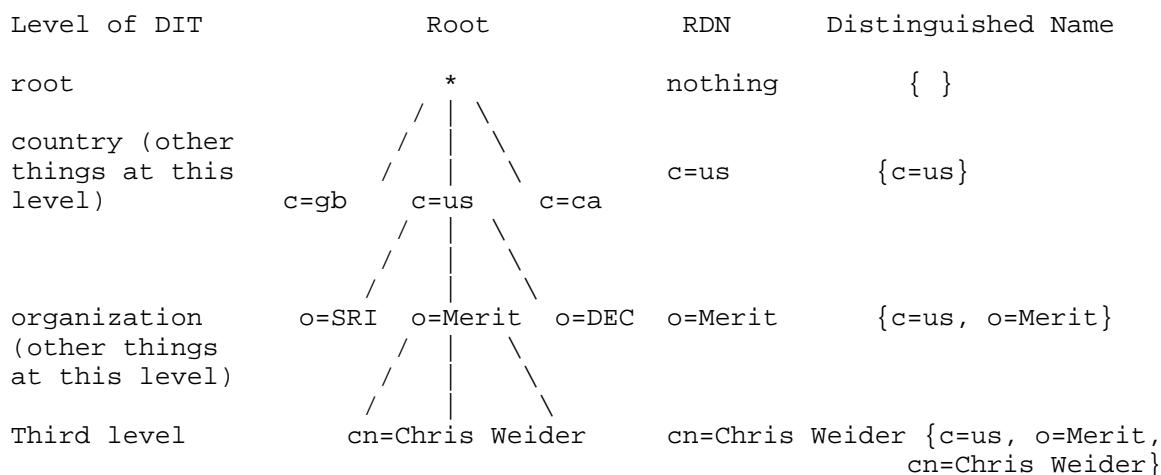 Level of DIT Root RDN Distinguished Name
root * nothing { }
/ | \
country (other / | \
things at this / | \ c=us {c=us}
level) c=gb c=us c=ca
/ | \
/ | \
/ | \
organization o=SRI o=Merit o=DEC o=Merit {c=us, o=Merit}
(other things / | \
at this level) / | \
/ | \
Third level cn=Chris Weider cn=Chris Weider {c=us, o=Merit,
cn=Chris Weider}